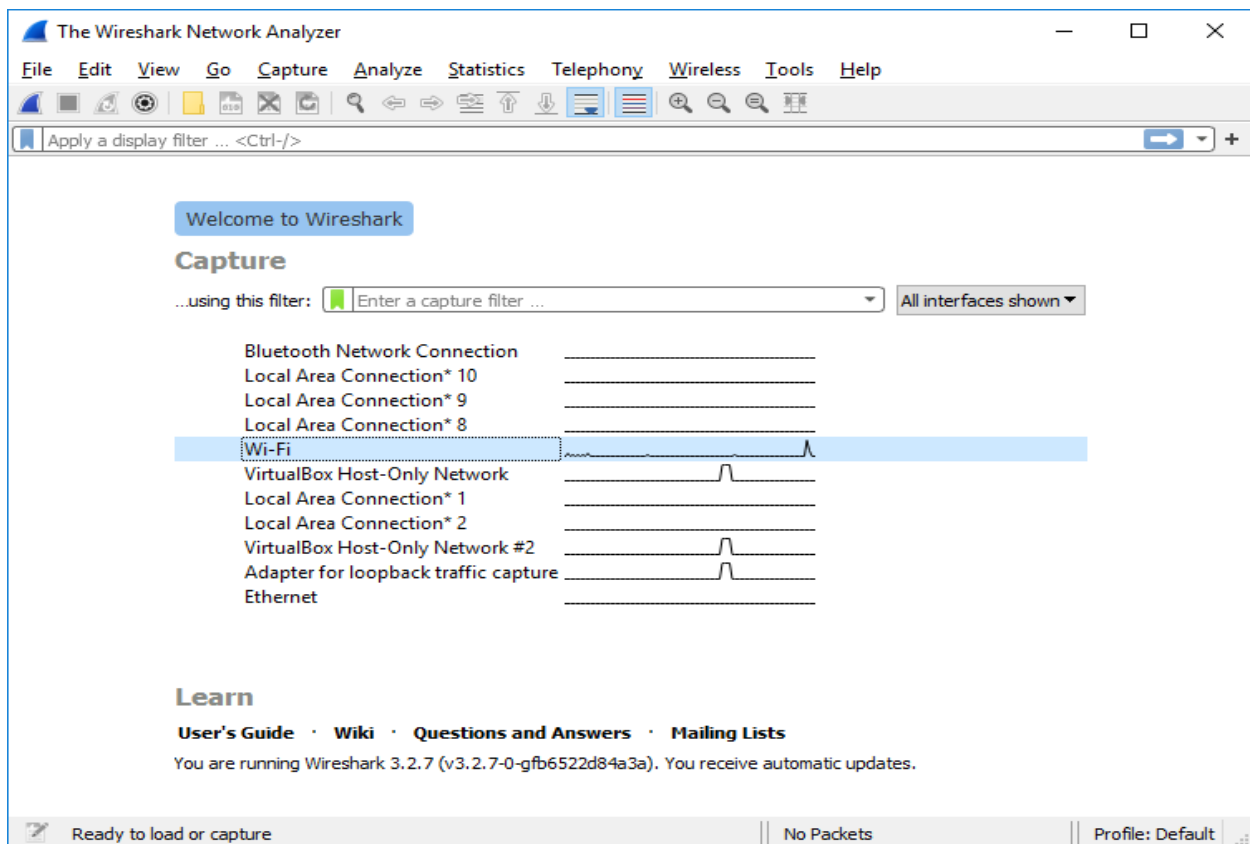 The Wireshark Network Analyzer
File Edit View Go Capture Analyze Statistics Telephony Wireless Tools Help
Apply a display filter ... <Ctrl-/>
Welcome to Wireshark
Capture
...using this filter: Enter a capture filter ... All interfaces shown
Bluetooth Network Connection
Local Area Connection* 10
Local Area Connection* 9
Local Area Connection* 8
Wi-Fi
VirtualBox Host-Only Network
Local Area Connection* 1
Local Area Connection* 2
VirtualBox Host-Only Network #2
Adapter for loopback traffic capture
Ethernet
Learn
User's Guide · Wiki · Questions and Answers · Mailing Lists
You are running Wireshark 3.2.7 (v3.2.7-0-gfb6522d84a3a). You receive automatic updates.
Ready to load or capture No Packets Profile: Default